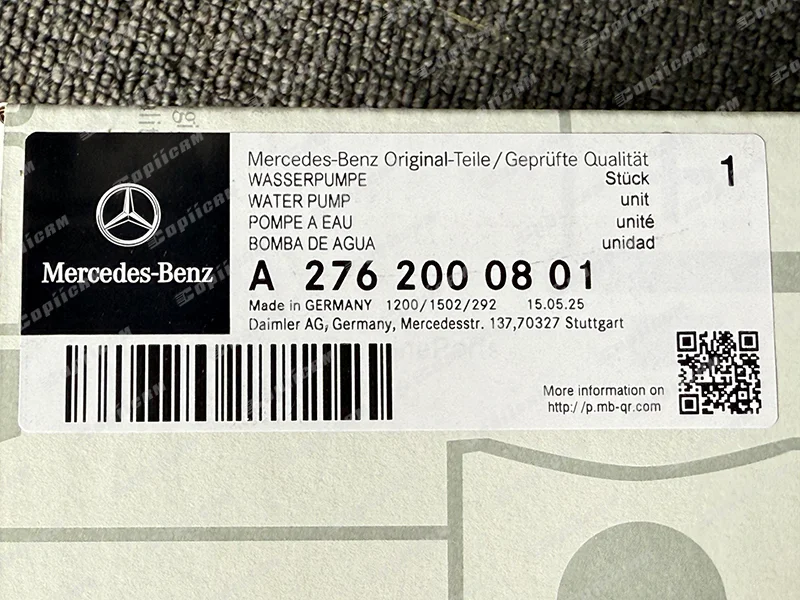 Mercedes-Benz
Mercedes-Benz Original-Teile/Geprüfte Qualität
WASSERPUMPE Stück 1
WATER PUMP unit
POMPE A EAU unité
BOMBA DE AGUA unidad
A 276 200 08 01
Made in GERMANY 1200/1502/292 15.05.25
Daimler AG, Germany, Mercedesstr. 137,70327 Stuttgart
More information on
http://p.mb-qr.com
CopiicAM